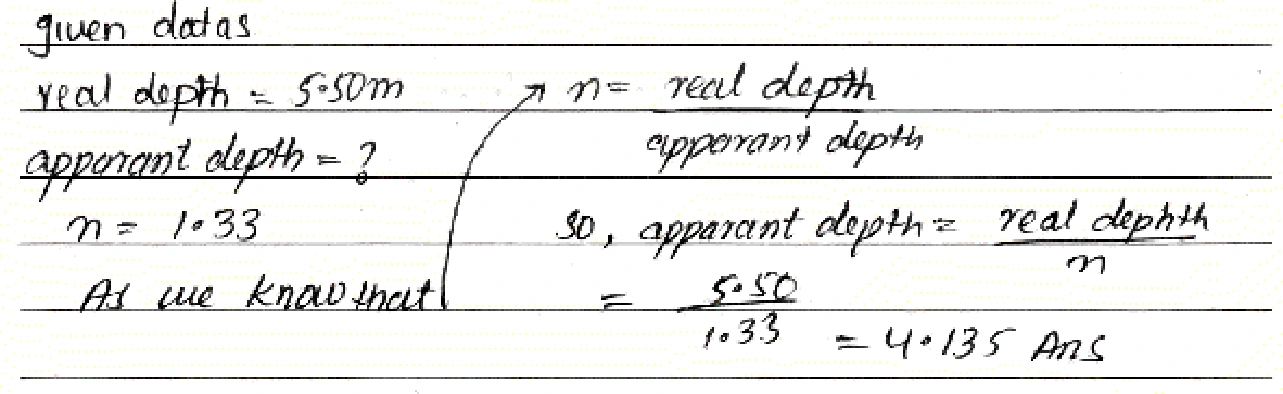 given datas
real depth = 5.50m
apparant depth = ?
n = 1.33
As we know that
n = real depth
apparant depth
so, apparant depth = real dephth
n
= 5.50
1.33
= 4.135 Ans